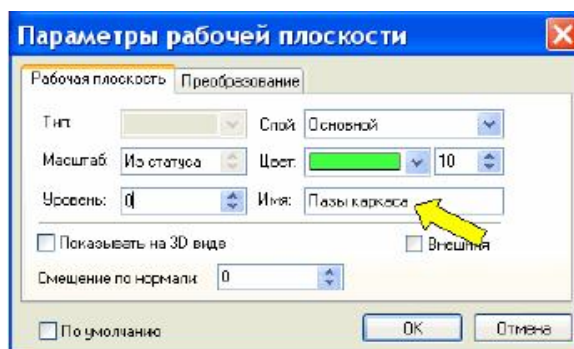 Параметры рабочей плоскости
Рабочая плоскость Преобразование
Тип: Слой: Основной
Масштаб: Из статуса Цвет: 10
Уровень: 0 Имя: Пазы каркаса
Показывать на 3D виде Внешняя
Смещение по нормали: 0
По умолчанию OK Отмена